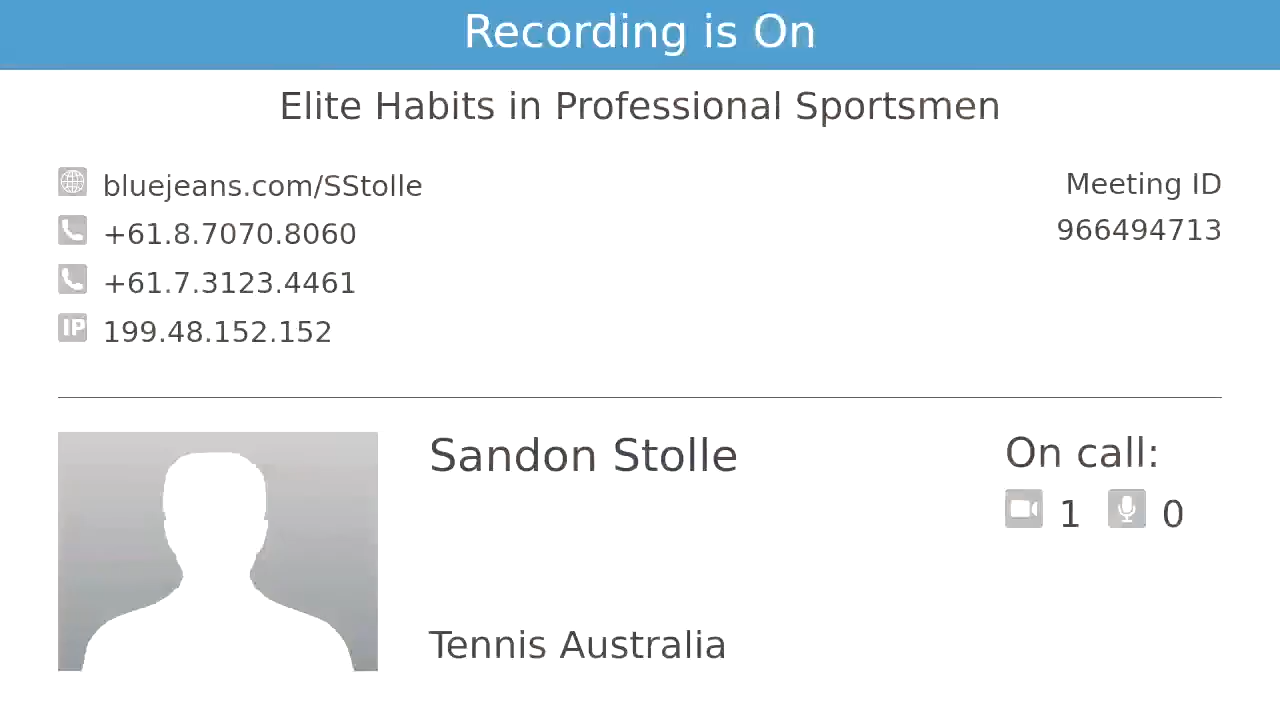 Recording is On
Elite Habits in Professional Sportsmen
bluejeans.com/SStolle
+61.8.7070.8060
+61.7.3123.4461
IP 199.48.152.152
Meeting ID
966494713
Sandon Stolle
Tennis Australia
On call:
1 0